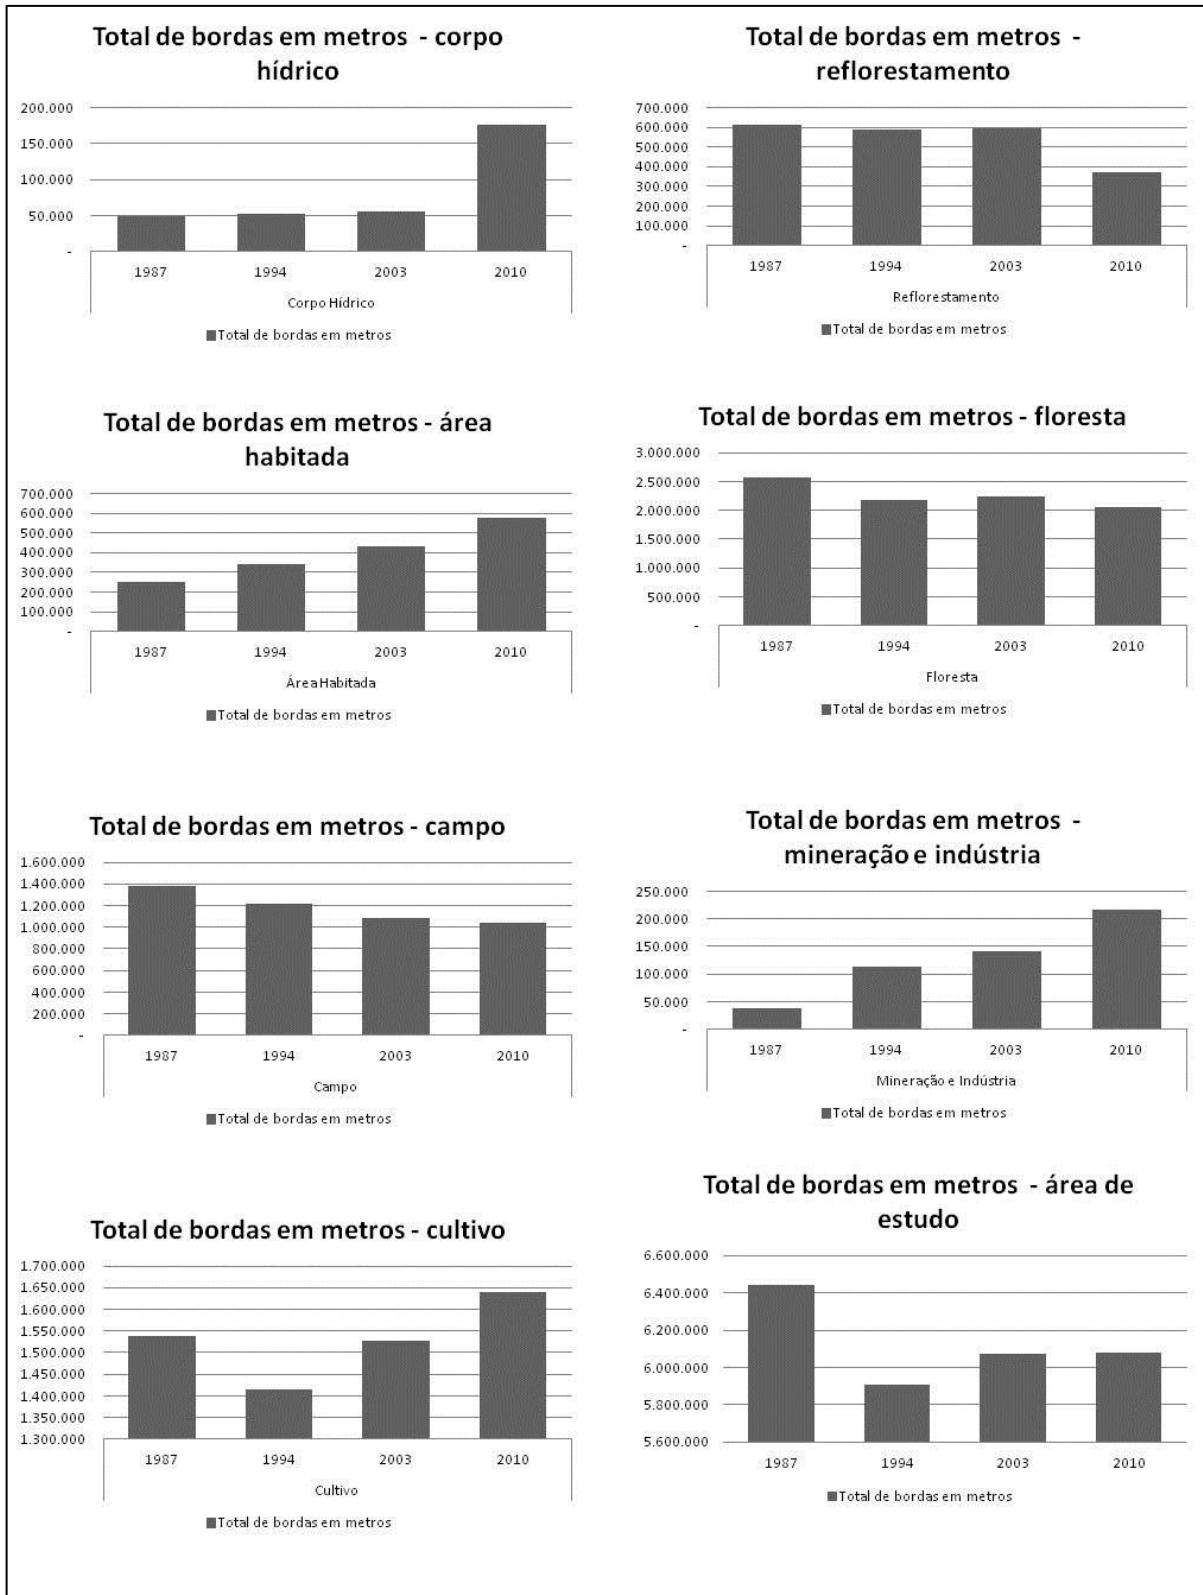 Total de bordas em metros - corpo
hídrico
200.000
150.000
100.000
50.000
-
1987 1994 2003 2010
Corpo Hídrico
Total de bordas em metros
Total de bordas em metros -
reflorestamento
700.000
600.000
500.000
400.000
300.000
200.000
100.000
-
1987 1994 2003 2010
Reflorestamento
Total de bordas em metros
Total de bordas em metros - área
habitada
700.000
600.000
500.000
400.000
300.000
200.000
100.000
-
1987 1994 2003 2010
Área Habitada
Total de bordas em metros
Total de bordas em metros - floresta
3.000.000
2.500.000
2.000.000
1.500.000
1.000.000
500.000
-
1987 1994 2003 2010
Floresta
Total de bordas em metros
Total de bordas em metros - campo
1.600.000
1.400.000
1.200.000
1.000.000
800.000
600.000
400.000
200.000
-
1987 1994 2003 2010
Campo
Total de bordas em metros
Total de bordas em metros -
mineração e indústria
250.000
200.000
150.000
100.000
50.000
-
1987 1994 2003 2010
Mineração e Indústria
Total de bordas em metros
Total de bordas em metros - cultivo
1.700.000
1.650.000
1.600.000
1.550.000
1.500.000
1.450.000
1.400.000
1.350.000
1.300.000
1987 1994 2003 2010
Cultivo
Total de bordas em metros
Total de bordas em metros - área de
estudo
6.600.000
6.400.000
6.200.000
6.000.000
5.800.000
5.600.000
1987 1994 2003 2010
Total de bordas em metros